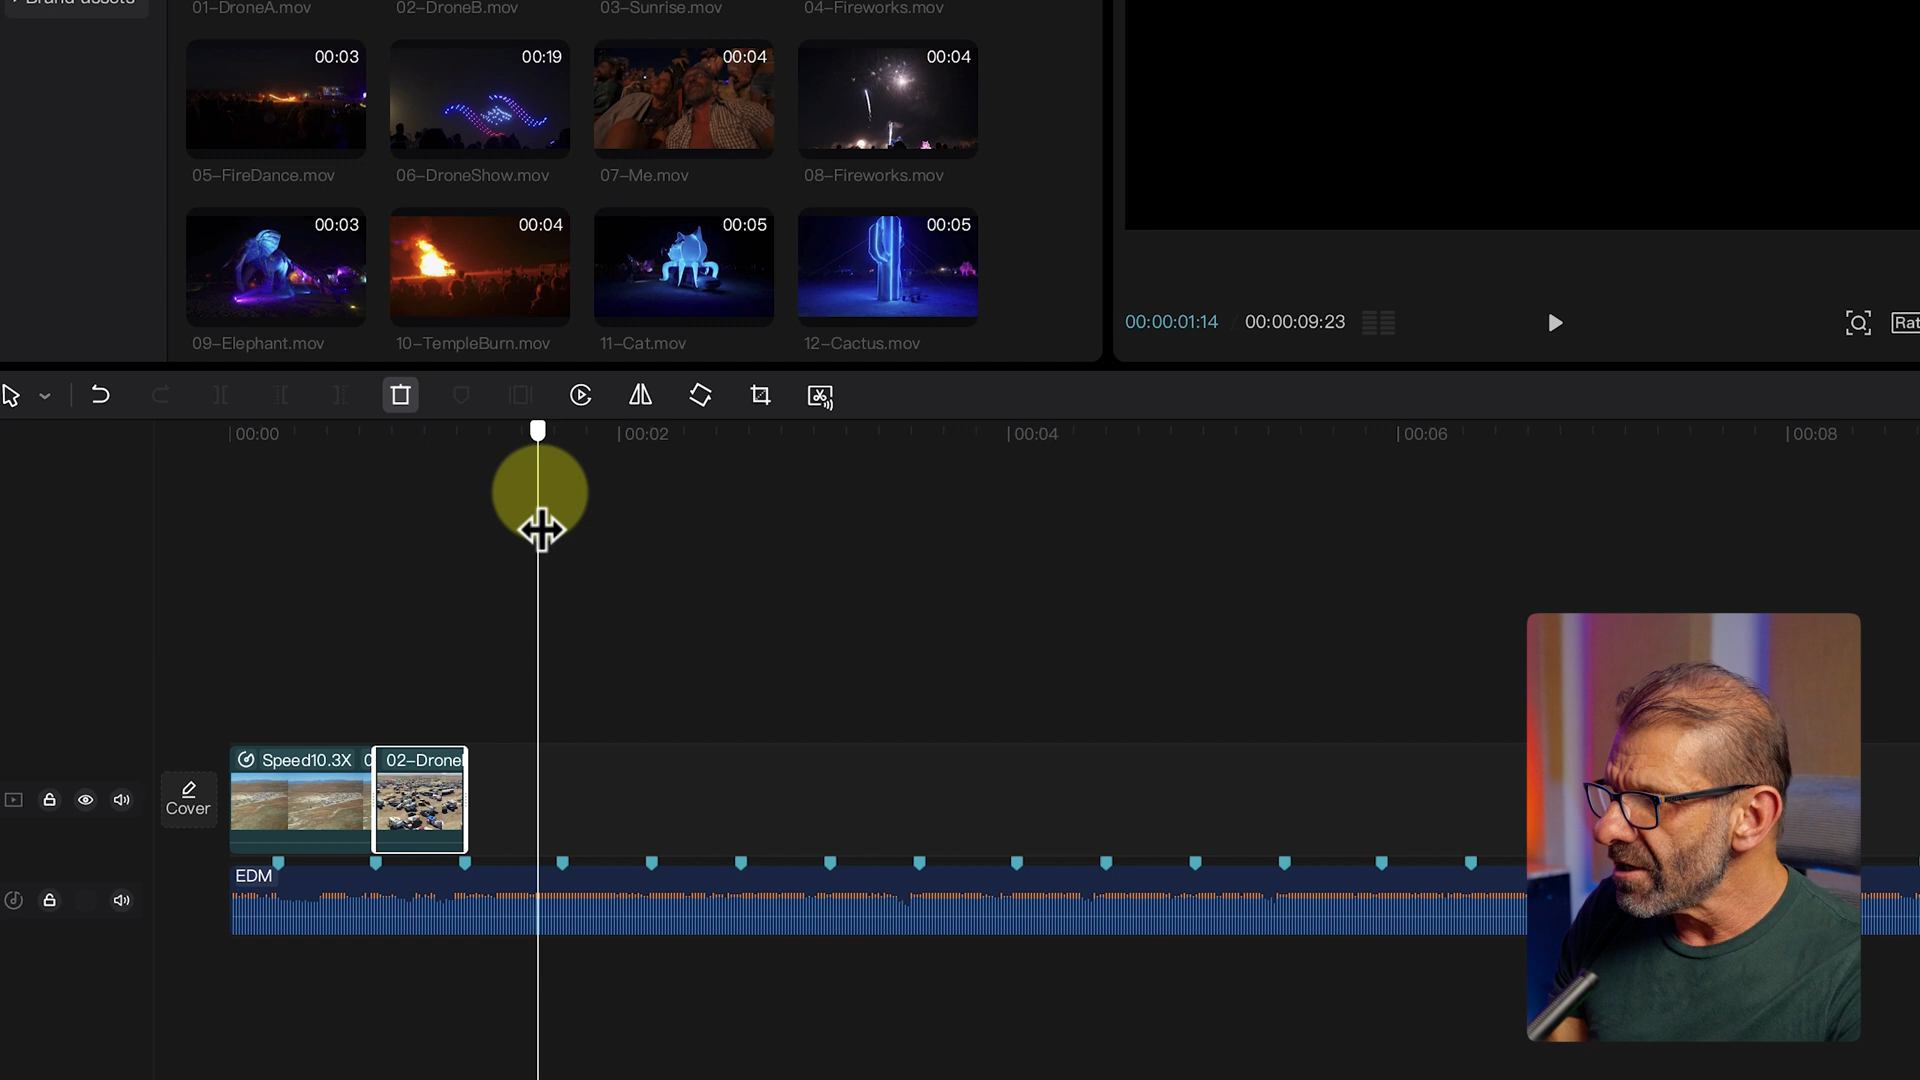 Brand assets
01-DroneA.mov
02-DroneB.mov
03-Sunrise.mov
04-Fireworks.mov
00:03
00:19
00:04
00:04
05-FireDance.mov
06-DroneShow.mov
07-Me.mov
08-Fireworks.mov
00:03
00:04
00:05
00:05
09-Elephant.mov
10-TempleBurn.mov
11-Cat.mov
12-Cactus.mov
00:00:01:14 / 00:00:09:23
Rat
00:00
00:02
00:04
00:06
00:08
Speed10.3X 0
02-Drone
Cover
EDM